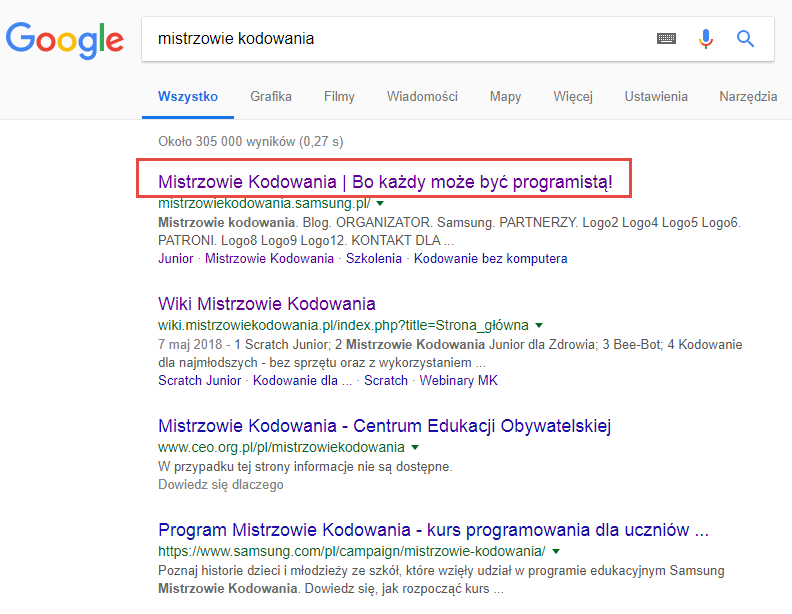 Google
mistrzowie kodowania
Wszystko Grafika Filmy Wiadomości Mapy Więcej Ustawienia Narzędzia
Około 305 000 wyników (0,27 s)
Mistrzowie Kodowania | Bo każdy może być programistą!
mistrzowiekodowania.samsung.pl/
Mistrzowie kodowania. Blog. ORGANIZATOR. Samsung. PARTNERZY. Logo2 Logo4 Logo5 Logo6.
PATRONI. Logo8 Logo9 Logo12. KONTAKT DLA ...
Junior · Mistrzowie Kodowania · Szkolenia · Kodowanie bez komputera
Wiki Mistrzowie Kodowania
wiki.mistrzowiekodowania.pl/index.php?title=Strona_główna
7 maj 2018 - 1 Scratch Junior; 2 Mistrzowie Kodowania Junior dla Zdrowia; 3 Bee-Bot; 4 Kodowanie
dla najmłodszych - bez sprzętu oraz z wykorzystaniem ...
Scratch Junior · Kodowanie dla ... · Scratch · Webinary MK
Mistrzowie Kodowania - Centrum Edukacji Obywatelskiej
www.ceo.org.pl/pl/mistrzowiekodowania
W przypadku tej strony informacje nie są dostępne.
Dowiedz się dlaczego
Program Mistrzowie Kodowania - kurs programowania dla uczniów ...
https://www.samsung.com/pl/campaign/mistrzowie-kodowania/
Poznaj historie dzieci i młodzieży ze szkół, które wzięły udział w programie edukacyjnym Samsung
Mistrzowie Kodowania. Dowiedz się, jak rozpocząć kurs ...